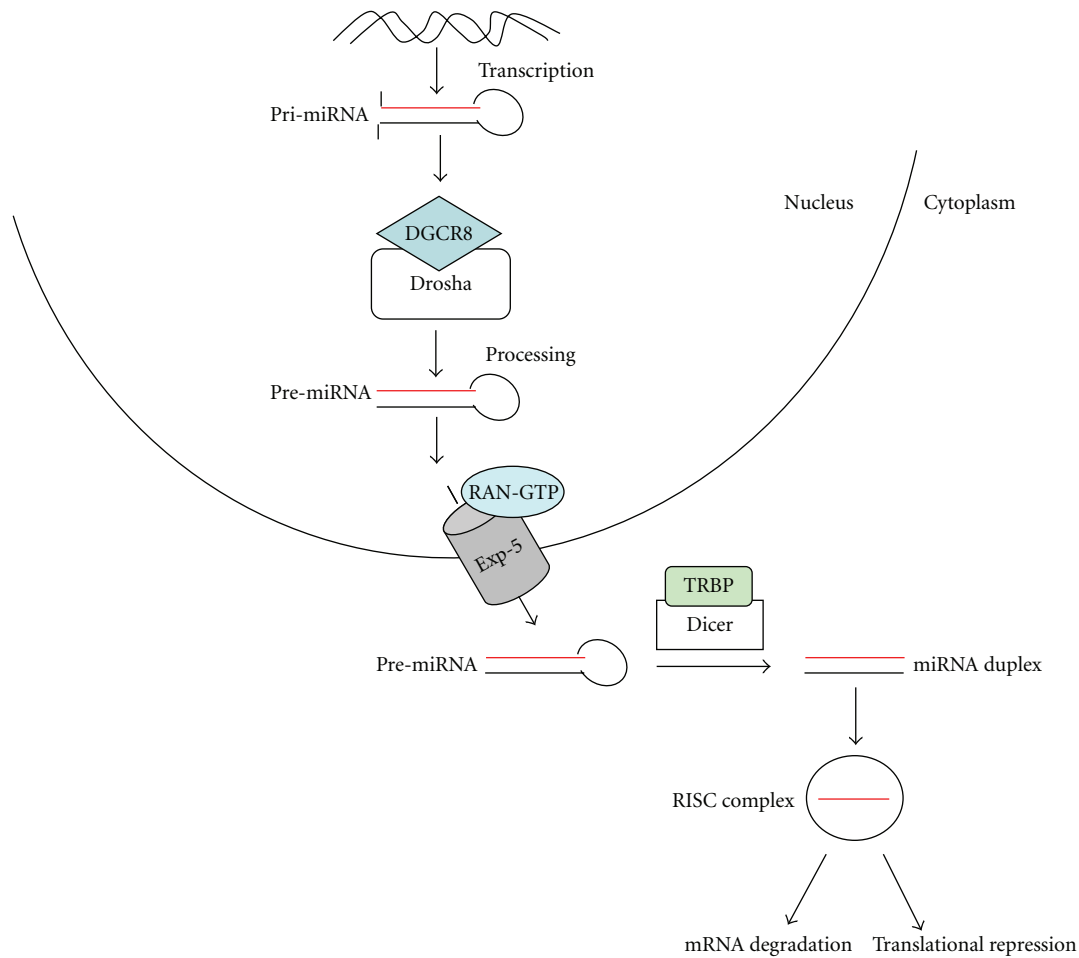 Transcription
Pri-miRNA
Nucleus
Cytoplasm
DGCR8
Drosha
Processing
Pre-miRNA
RAN-GTP
Exp-5
TRBP
Dicer
Pre-miRNA
miRNA duplex
RISC complex
mRNA degradation
Translational repression